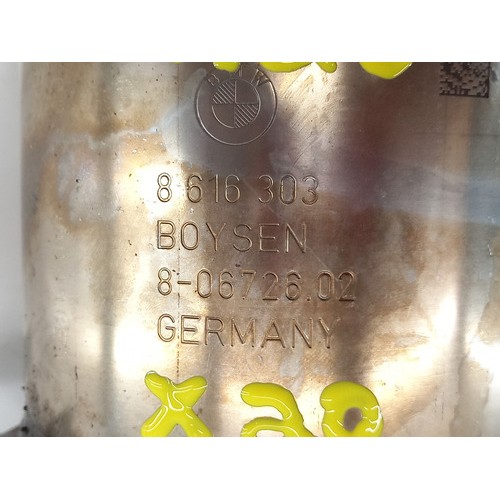 BMW
8 616 303
BOYSEN
8-06726.02
GERMANY